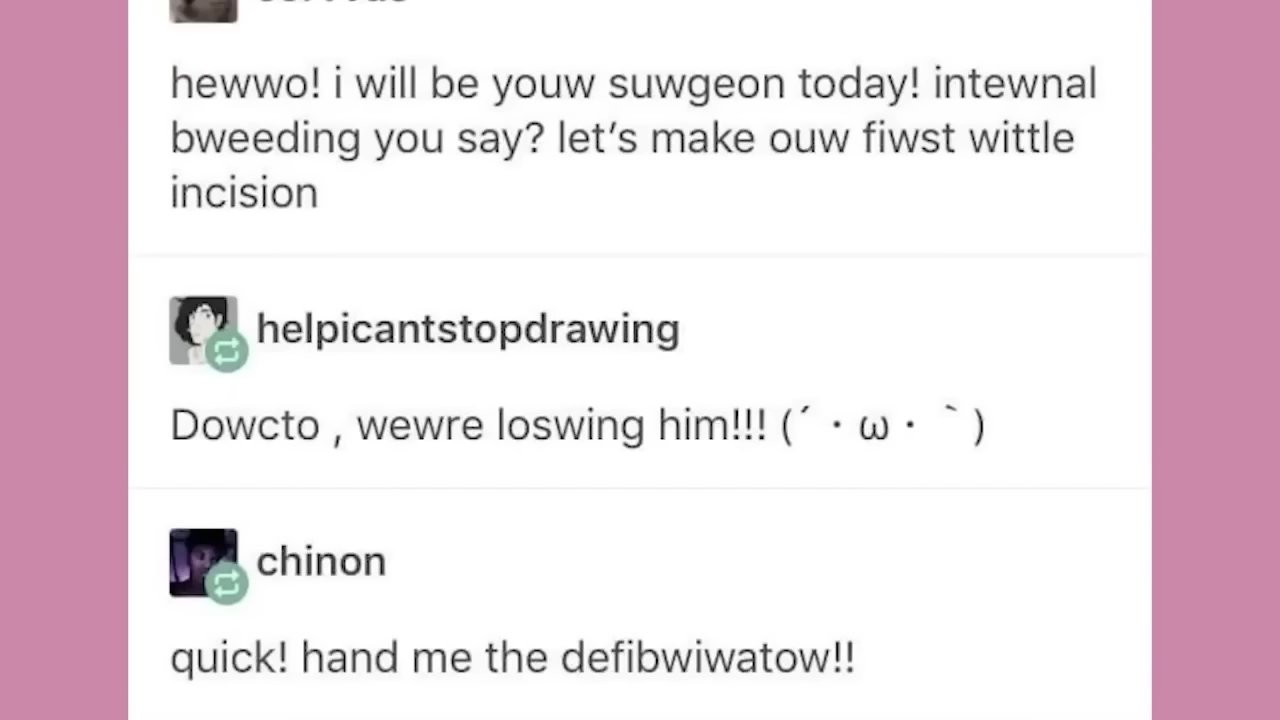 hewwo! i will be youw suwgeon today! intewnal
bweeding you say? let’s make ouw fiwst wittle
incision
helpicantstopdrawing
Dowcto , wewre loswing him!!! (´・ω・｀)
chinon
quick! hand me the defibwiwatow!!